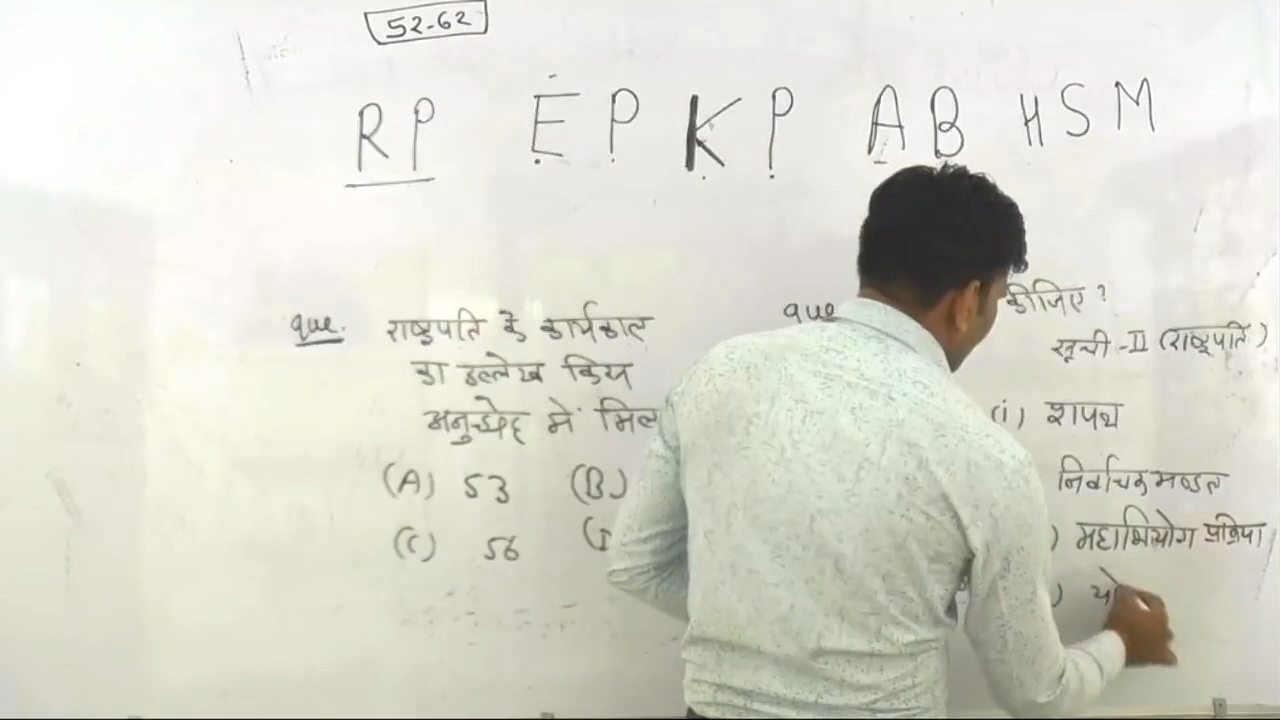 52-62
RP EP KP AB HSM
que. राष्ट्रपति के कार्यकाल
का उल्लेख किय
अनुच्छेद में मिल
(A) 53 (B)
(C) 56
que
कीजिए?
सूची-II (राष्ट्रपति)
(i) शपथ
निर्वाचक मण्डल
) महाभियोग प्रक्रिया
) यो